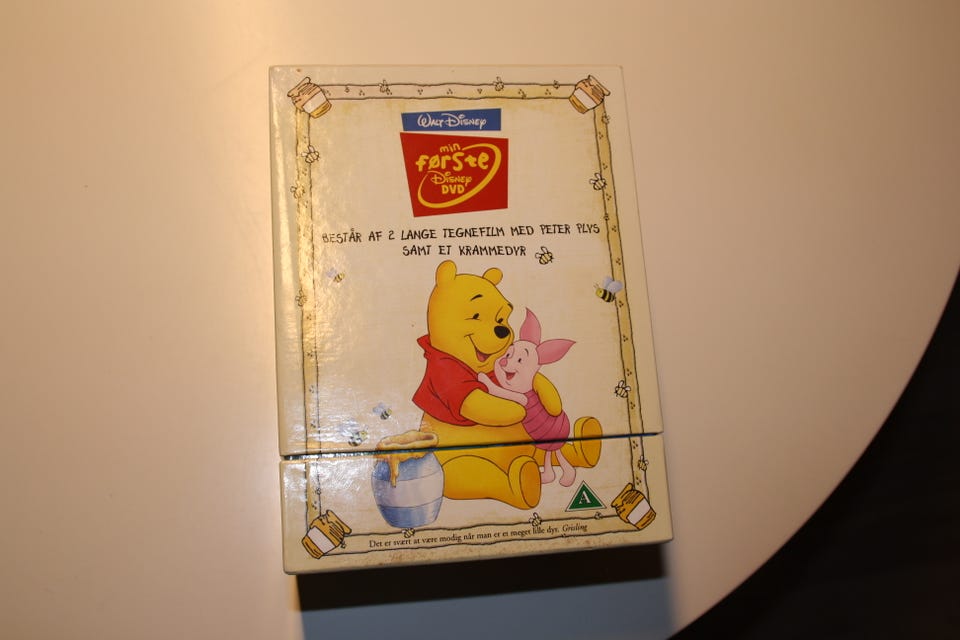 WALT DISNEY
min
første
Disney
DVD
BESTÅR AF 2 LANGE TEGNEFILM MED PETER PLYS
SAMT ET KRAMMEDYR
A
Det er svært at være modig når man er et meget lille dyr. Grisling